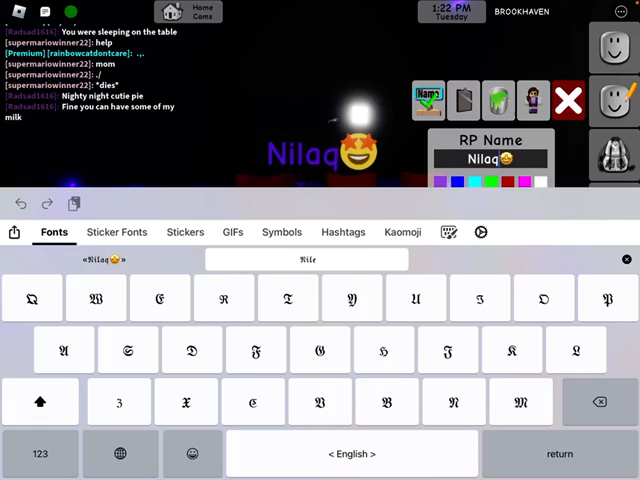 Home
Cams
1:22 PM
Tuesday
BROOKHAVEN
[Radsad1616]: You were sleeping on the table
[supermariowinner22]: help
[Premium] [rainbowcatdontcare]: .,.
[supermariowinner22]: mom
[supermariowinner22]: ./
[supermariowinner22]: *dies*
[Radsad1616]: Nighty night cutie pie
[Radsad1616]: Fine you can have some of my
milk
Name
Nilaq🤩
RP Name
Nilaq🤩
Fonts Sticker Fonts Stickers GIFs Symbols Hashtags Kaomoji
«𝔑𝔦𝔩𝔞𝔮🤩» 𝔑𝔦𝔩𝔢
𝔔 𝔚 𝔈 ℜ 𝔗 𝔜 𝔘 ℑ 𝔒 𝔓
𝔄 𝔖 𝔇 𝔉 𝔊 ℌ 𝔍 𝔎 𝔏
ℨ 𝔛 ℭ 𝔙 𝔅 𝔑 𝔐
123 < English > return